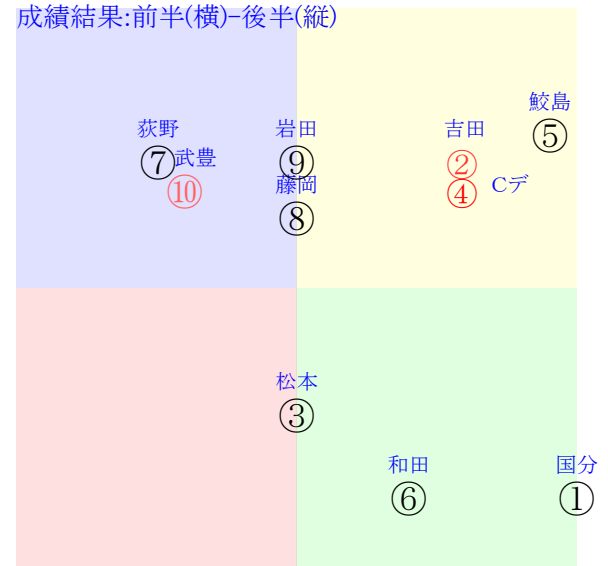 成績結果:前半(横)-後半(縦)
鮫島
⑤
荻野
⑦
岩田
⑨
吉田
②
武豊
⑩
藤岡
⑧
④
Cデ
松本
③
和田
⑥
国分
①